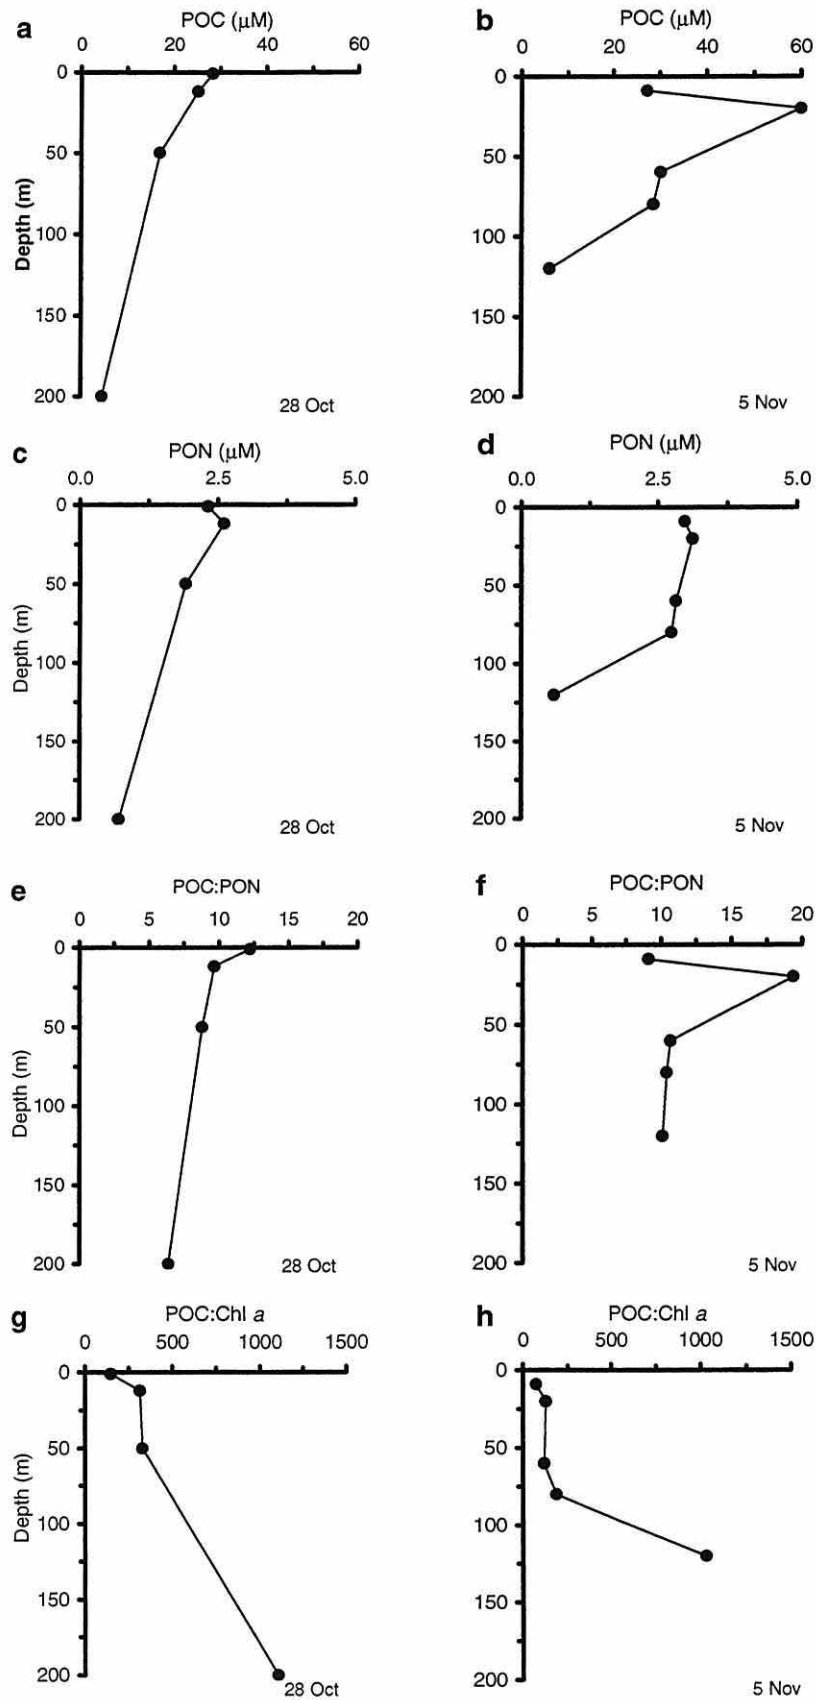 a
POC (μM)
0 20 40 60
0
50
100
150
200
Depth (m)
28 Oct
b
POC (μM)
0 20 40 60
0
50
100
150
200
5 Nov
c
PON (μM)
0.0 2.5 5.0
0
50
100
150
200
Depth (m)
28 Oct
d
PON (μM)
0.0 2.5 5.0
0
50
100
150
200
5 Nov
e
POC:PON
0 5 10 15 20
0
50
100
150
200
Depth (m)
28 Oct
f
POC:PON
0 5 10 15 20
0
50
100
150
200
5 Nov
g
POC:Chl a
0 500 1000 1500
0
50
100
150
200
Depth (m)
28 Oct
h
POC:Chl a
0 500 1000 1500
0
50
100
150
200
5 Nov